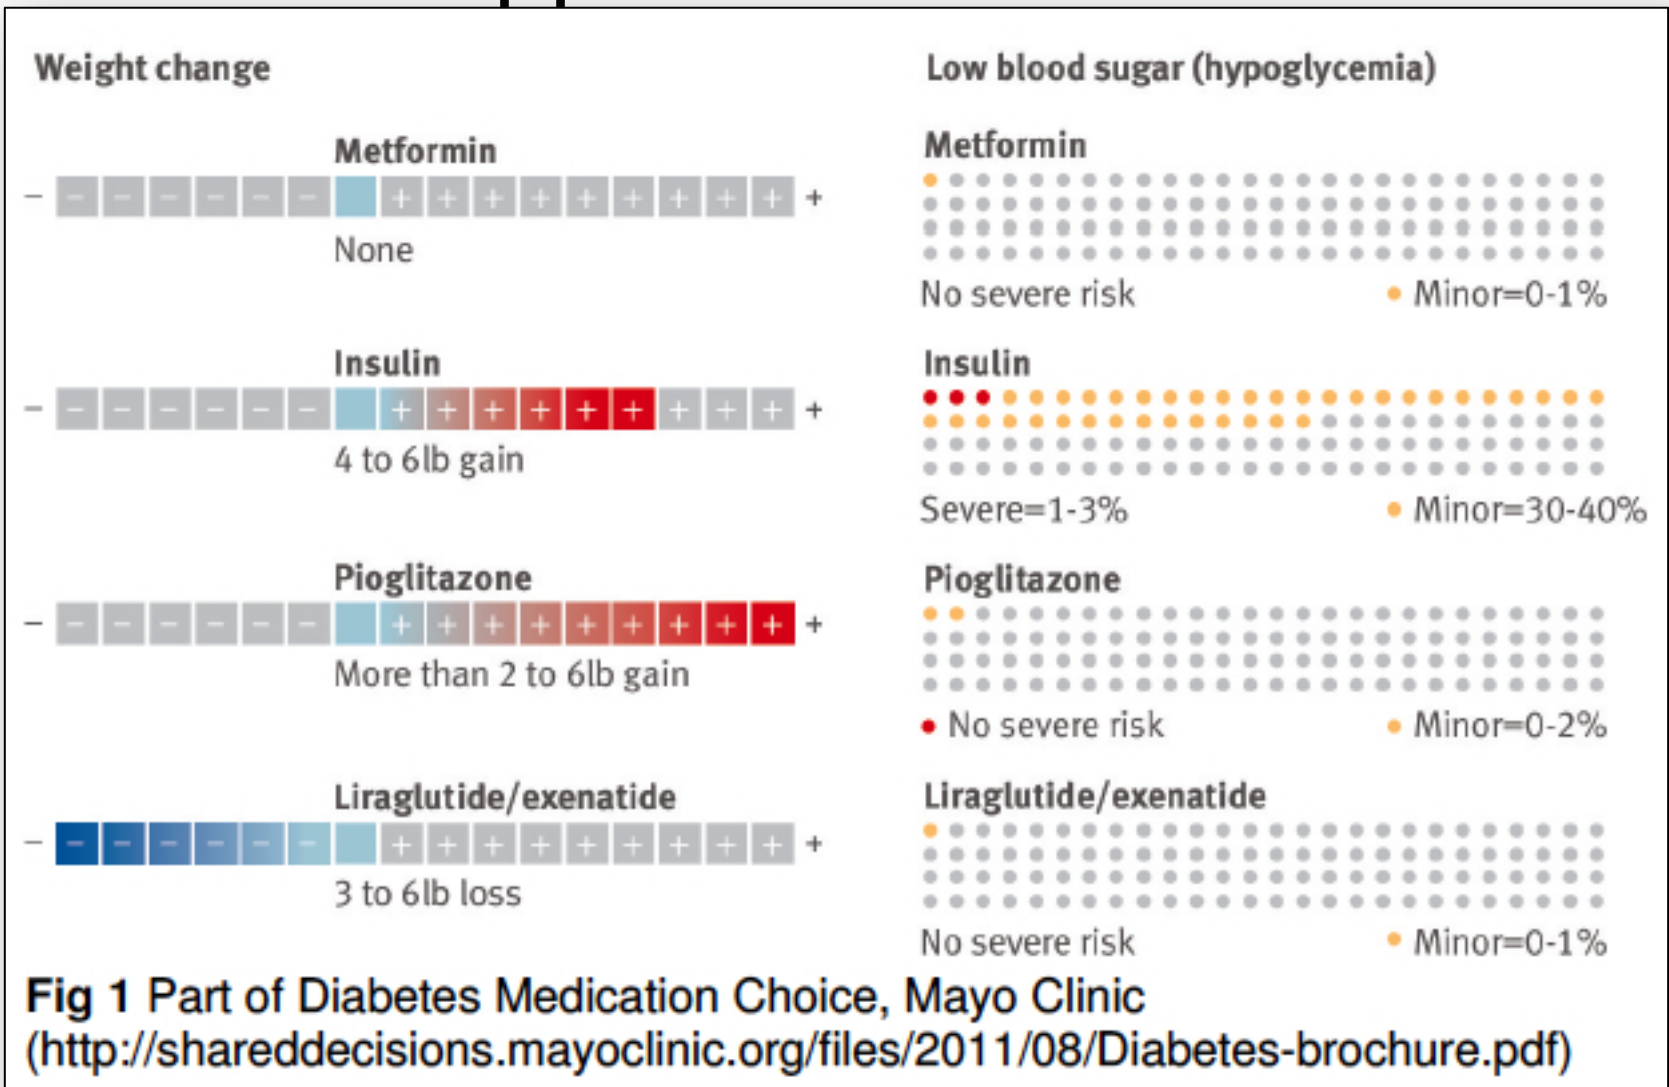 Weight change
Metformin
None
Insulin
4 to 6lb gain
Pioglitazone
More than 2 to 6lb gain
Liraglutide/exenatide
3 to 6lb loss
Low blood sugar (hypoglycemia)
Metformin
No severe risk
Minor=0-1%
Insulin
Severe=1-3%
Minor=30-40%
Pioglitazone
No severe risk
Minor=0-2%
Liraglutide/exenatide
No severe risk
Minor=0-1%
Fig 1 Part of Diabetes Medication Choice, Mayo Clinic
(http://shareddecisions.mayoclinic.org/files/2011/08/Diabetes-brochure.pdf)